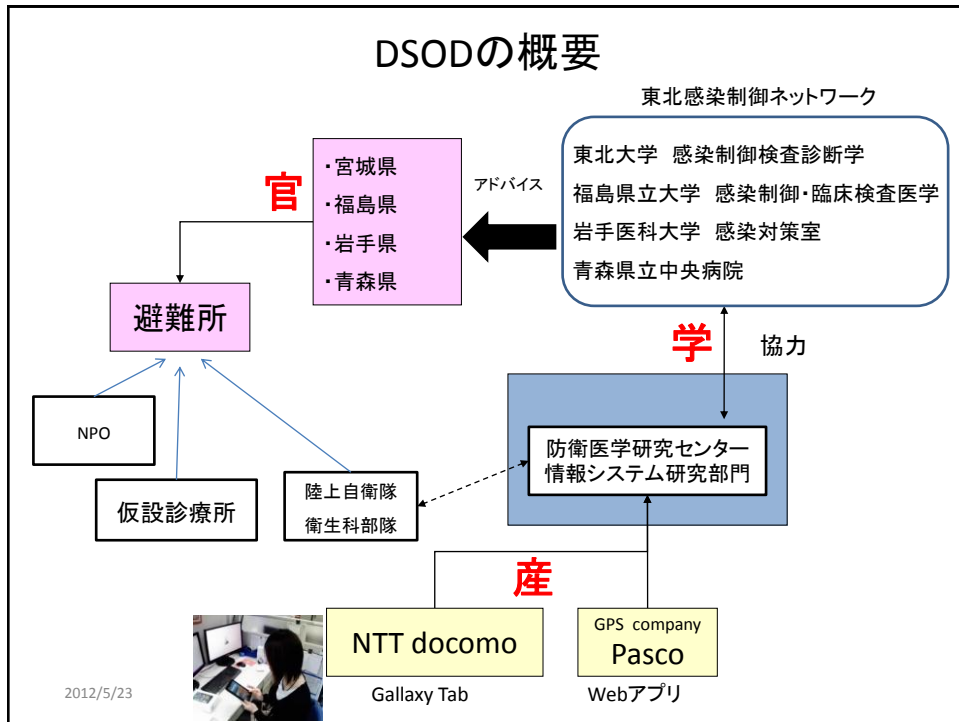 DSODの概要
東北感染制御ネットワーク
東北大学 感染制御検査診断学
福島県立大学 感染制御・臨床検査医学
岩手医科大学 感染対策室
青森県立中央病院
アドバイス
官
・宮城県
・福島県
・岩手県
・青森県
避難所
学
協力
NPO
仮設診療所
陸上自衛隊
衛生科部隊
防衛医学研究センター
情報システム研究部門
産
NTT docomo
Gallaxy Tab
GPS company
Pasco
Webアプリ
2012/5/23